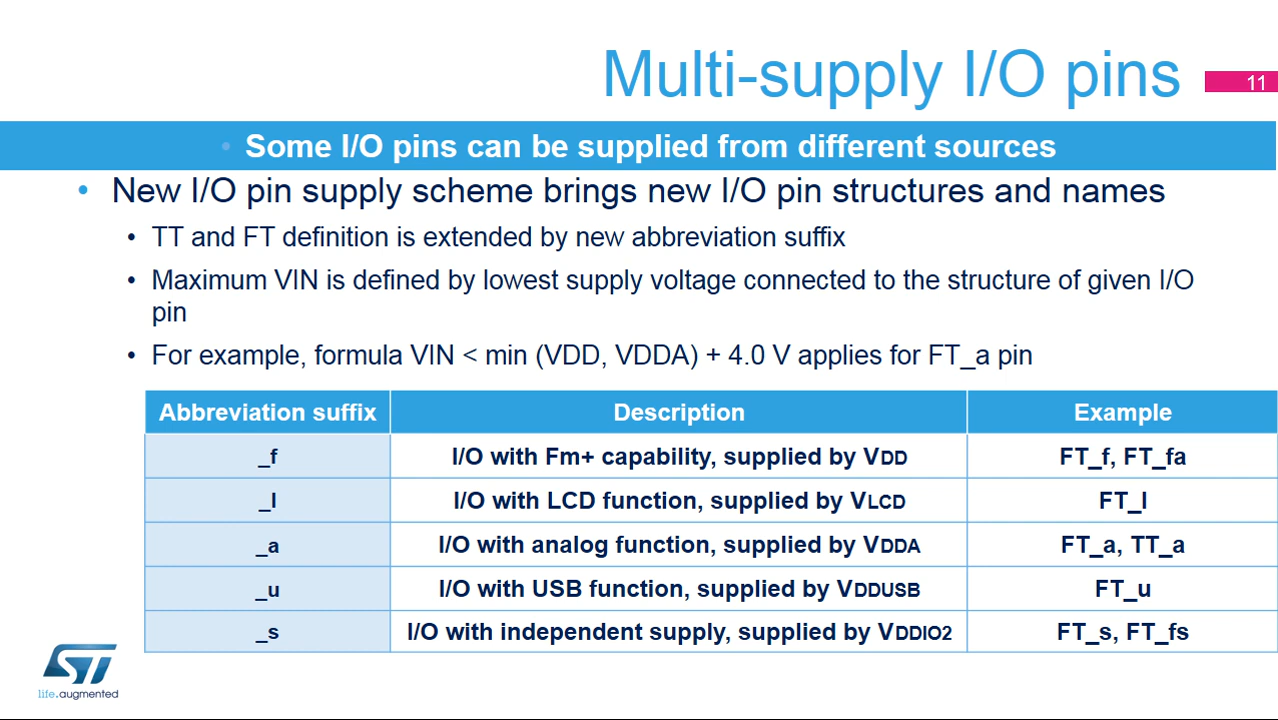 Multi-supply I/O pins
11
• Some I/O pins can be supplied from different sources
• New I/O pin supply scheme brings new I/O pin structures and names
• TT and FT definition is extended by new abbreviation suffix
• Maximum VIN is defined by lowest supply voltage connected to the structure of given I/O
pin
• For example, formula VIN < min (VDD, VDDA) + 4.0 V applies for FT_a pin
Abbreviation suffix Description Example
_f I/O with Fm+ capability, supplied by VDD FT_f, FT_fa
_l I/O with LCD function, supplied by VLCD FT_l
_a I/O with analog function, supplied by VDDA FT_a, TT_a
_u I/O with USB function, supplied by VDDUSB FT_u
_s I/O with independent supply, supplied by VDDIO2 FT_s, FT_fs
ST
life.augmented